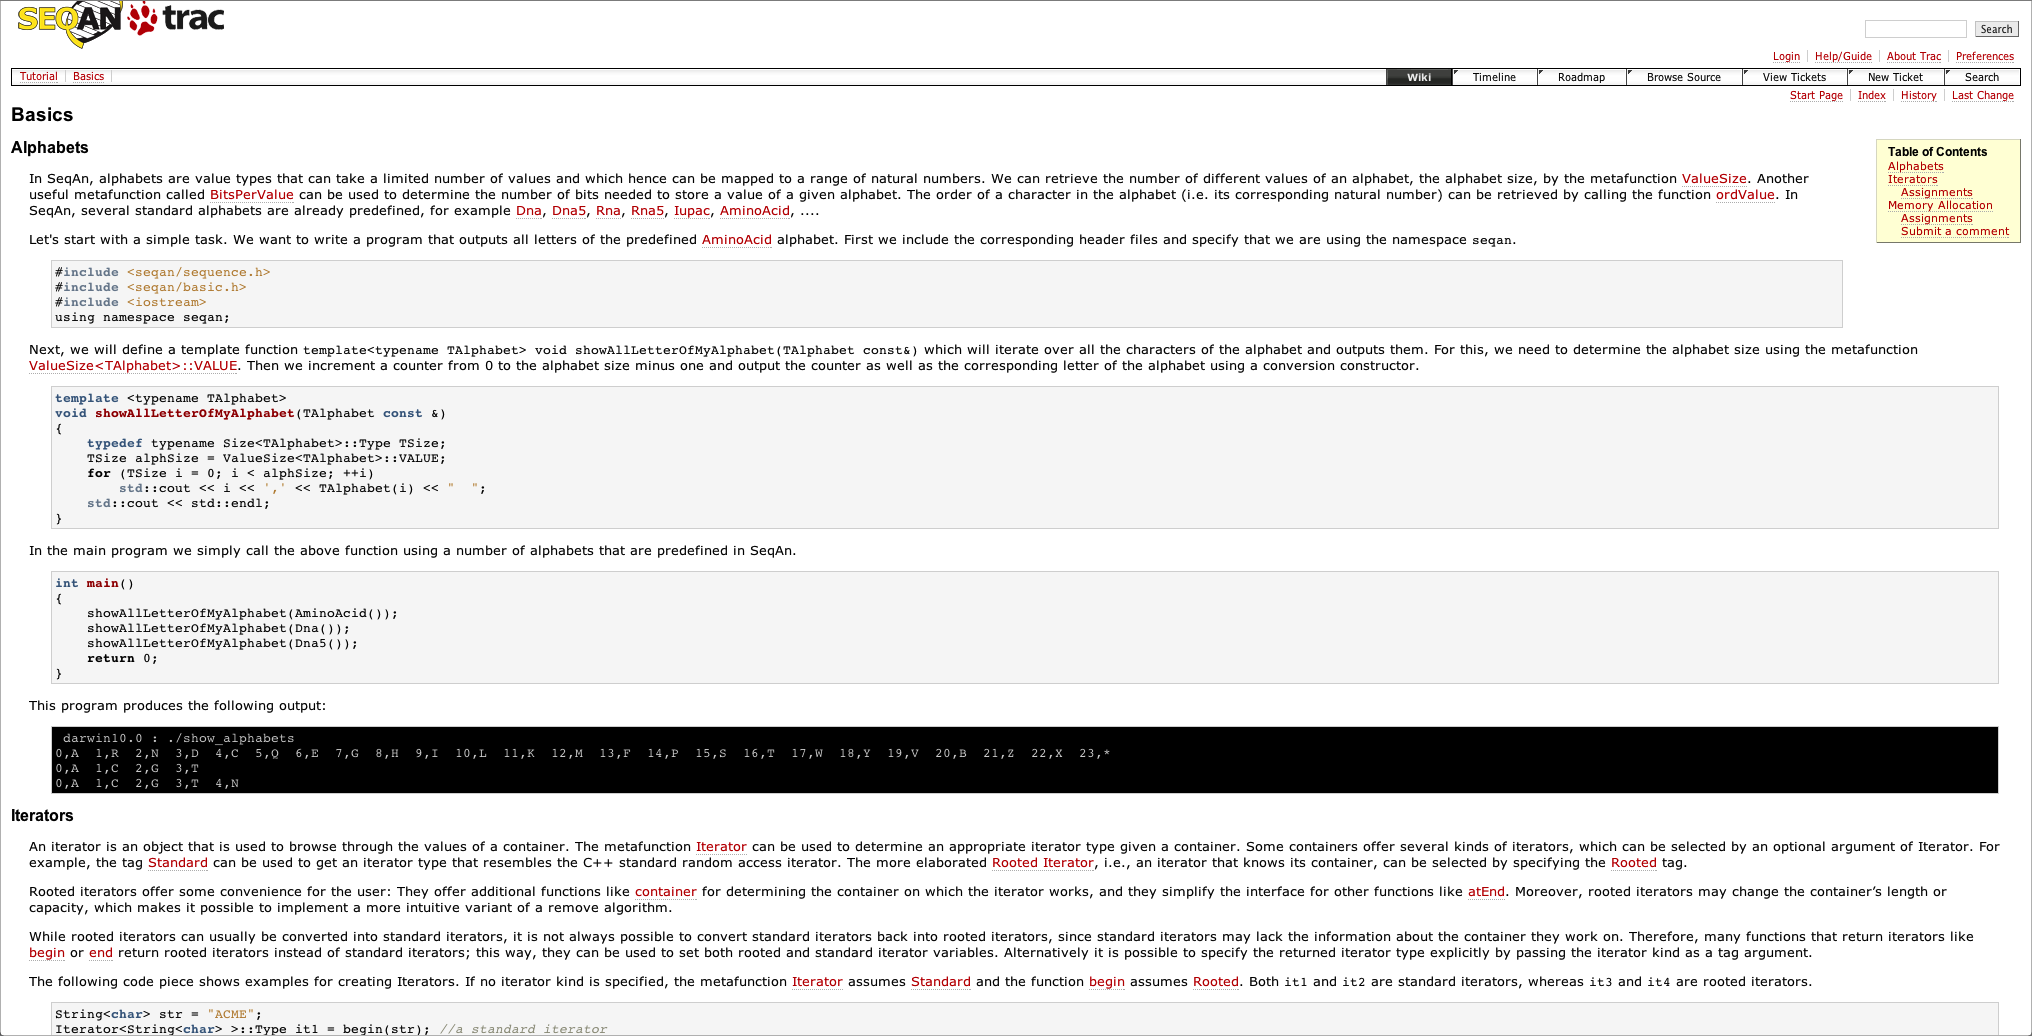 SEQAN trac
Search
Login Help/Guide About Trac Preferences
Tutorial Basics Wiki Timeline Roadmap Browse Source View Tickets New Ticket Search
Start Page Index History Last Change
Basics
Alphabets
Table of Contents
Alphabets
Iterators
Assignments
Memory Allocation
Assignments
Submit a comment
In SeqAn, alphabets are value types that can take a limited number of values and which hence can be mapped to a range of natural numbers. We can retrieve the number of different values of an alphabet, the alphabet size, by the metafunction ValueSize. Another
useful metafunction called BitsPerValue can be used to determine the number of bits needed to store a value of a given alphabet. The order of a character in the alphabet (i.e. its corresponding natural number) can be retrieved by calling the function ordValue. In
SeqAn, several standard alphabets are already predefined, for example Dna, Dna5, Rna, Rna5, Iupac, AminoAcid, ....
Let's start with a simple task. We want to write a program that outputs all letters of the predefined AminoAcid alphabet. First we include the corresponding header files and specify that we are using the namespace seqan.
#include <seqan/sequence.h>
#include <seqan/basic.h>
#include <iostream>
using namespace seqan;
Next, we will define a template function template<typename TAlphabet> void showAllLetterOfMyAlphabet(TAlphabet const&) which will iterate over all the characters of the alphabet and outputs them. For this, we need to determine the alphabet size using the metafunction
ValueSize<TAlphabet>::VALUE. Then we increment a counter from 0 to the alphabet size minus one and output the counter as well as the corresponding letter of the alphabet using a conversion constructor.
template <typename TAlphabet>
void showAllLetterOfMyAlphabet(TAlphabet const &)
{
    typedef typename Size<TAlphabet>::Type TSize;
    TSize alphSize = ValueSize<TAlphabet>::VALUE;
    for (TSize i = 0; i < alphSize; ++i)
        std::cout << i << ',' << TAlphabet(i) << "  ";
    std::cout << std::endl;
}
In the main program we simply call the above function using a number of alphabets that are predefined in SeqAn.
int main()
{
    showAllLetterOfMyAlphabet(AminoAcid());
    showAllLetterOfMyAlphabet(Dna());
    showAllLetterOfMyAlphabet(Dna5());
    return 0;
}
This program produces the following output:
darwin10.0 : ./show_alphabets
0,A  1,R  2,N  3,D  4,C  5,Q  6,E  7,G  8,H  9,I  10,L  11,K  12,M  13,F  14,P  15,S  16,T  17,W  18,Y  19,V  20,B  21,Z  22,X  23,*
0,A  1,C  2,G  3,T
0,A  1,C  2,G  3,T  4,N
Iterators
An iterator is an object that is used to browse through the values of a container. The metafunction Iterator can be used to determine an appropriate iterator type given a container. Some containers offer several kinds of iterators, which can be selected by an optional argument of Iterator. For
example, the tag Standard can be used to get an iterator type that resembles the C++ standard random access iterator. The more elaborated Rooted Iterator, i.e., an iterator that knows its container, can be selected by specifying the Rooted tag.
Rooted iterators offer some convenience for the user: They offer additional functions like container for determining the container on which the iterator works, and they simplify the interface for other functions like atEnd. Moreover, rooted iterators may change the container’s length or
capacity, which makes it possible to implement a more intuitive variant of a remove algorithm.
While rooted iterators can usually be converted into standard iterators, it is not always possible to convert standard iterators back into rooted iterators, since standard iterators may lack the information about the container they work on. Therefore, many functions that return iterators like
begin or end return rooted iterators instead of standard iterators; this way, they can be used to set both rooted and standard iterator variables. Alternatively it is possible to specify the returned iterator type explicitly by passing the iterator kind as a tag argument.
The following code piece shows examples for creating Iterators. If no iterator kind is specified, the metafunction Iterator assumes Standard and the function begin assumes Rooted. Both it1 and it2 are standard iterators, whereas it3 and it4 are rooted iterators.
String<char> str = "ACME";
Iterator<String<char> >::Type it1 = begin(str); //a standard iterator